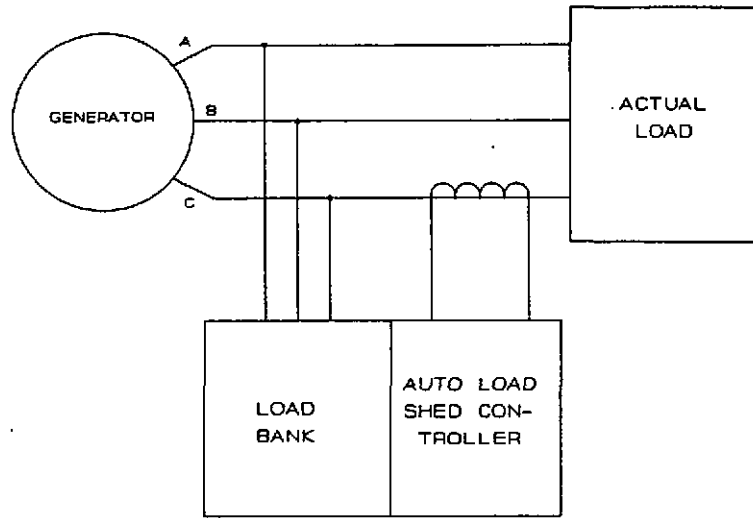 A
GENERATOR
B
C
ACTUAL
LOAD
LOAD
BANK
AUTO LOAD
SHED CON-
TROLLER